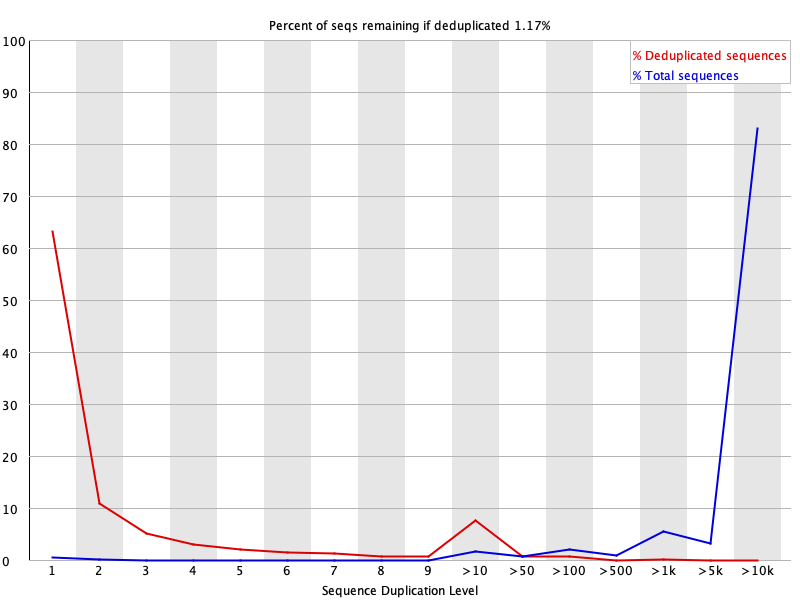 Percent of seqs remaining if deduplicated 1.17%
% Deduplicated sequences
% Total sequences
100
90
80
70
60
50
40
30
20
10
0
1 2 3 4 5 6 7 8 9 >10 >50 >100 >500 >1k >5k >10k
Sequence Duplication Level